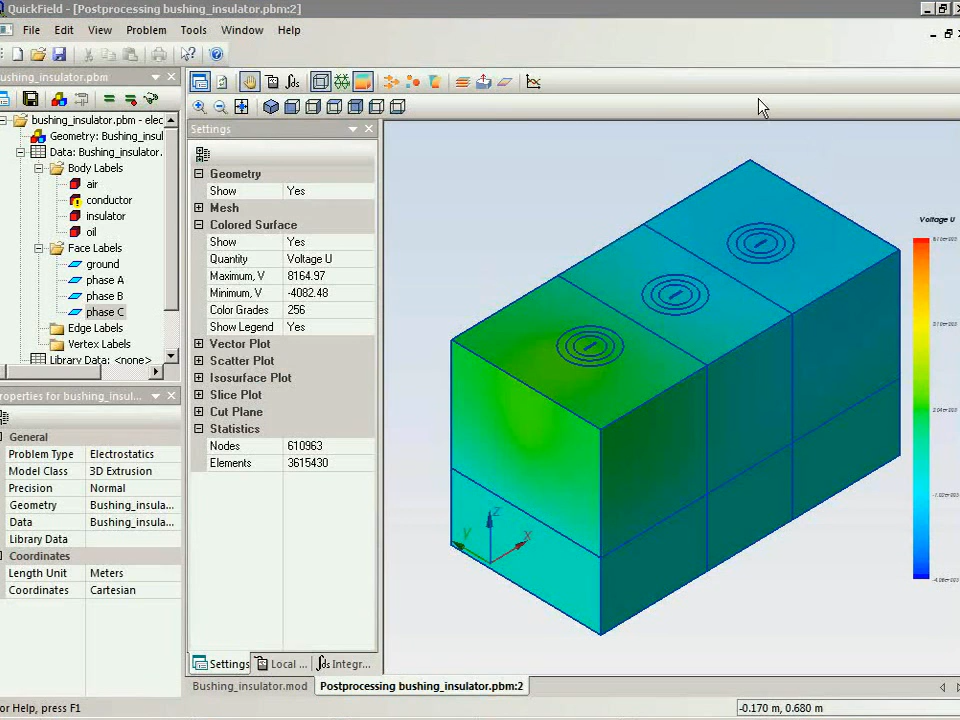 QuickField - [Postprocessing bushing_insulator.pbm:2]
File Edit View Problem Tools Window Help
bushing_insulator.pbm
bushing_insulator.pbm - elec
Geometry: Bushing_insul
Data: Bushing_insulator.
Body Labels
air
conductor
insulator
oil
Face Labels
ground
phase A
phase B
phase C
Edge Labels
Vertex Labels
Library Data: <none>
roperties for bushing_insul...
General
Problem Type Electrostatics
Model Class 3D Extrusion
Precision Normal
Geometry Bushing_insula...
Data Bushing_insula...
Library Data
Coordinates
Length Unit Meters
Coordinates Cartesian
Settings
Geometry
Show Yes
Mesh
Colored Surface
Show Yes
Quantity Voltage U
Maximum, V 8164.97
Minimum, V -4082.48
Color Grades 256
Show Legend Yes
Vector Plot
Scatter Plot
Isosurface Plot
Slice Plot
Cut Plane
Statistics
Nodes 610963
Elements 3615430
Settings Local ... Integr...
Bushing_insulator.mod Postprocessing bushing_insulator.pbm:2
Voltage U
z
y
x
or Help, press F1
-0.170 m, 0.680 m